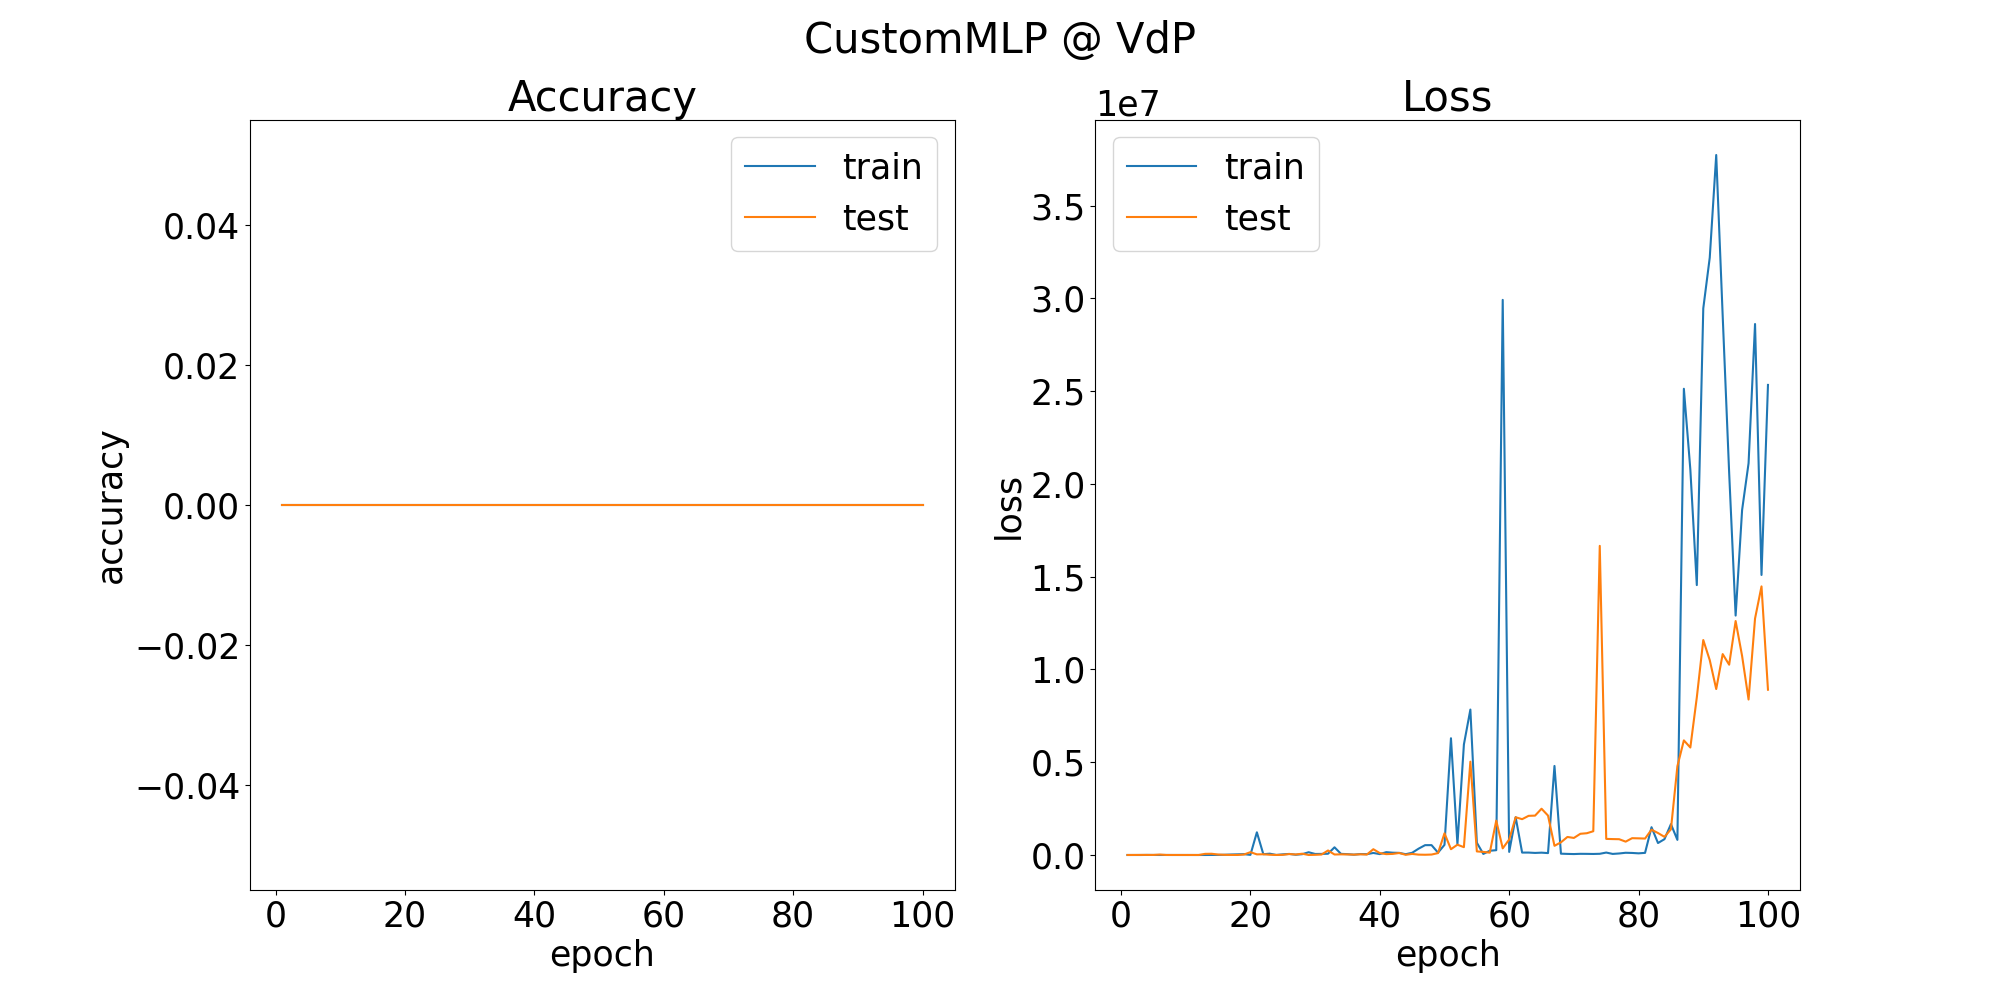 CustomMLP @ VdP
Accuracy
train
test
0.04
0.02
0.00
−0.02
−0.04
accuracy
0 20 40 60 80 100
epoch
Loss
1e7
train
test
3.5
3.0
2.5
2.0
1.5
1.0
0.5
0.0
loss
0 20 40 60 80 100
epoch